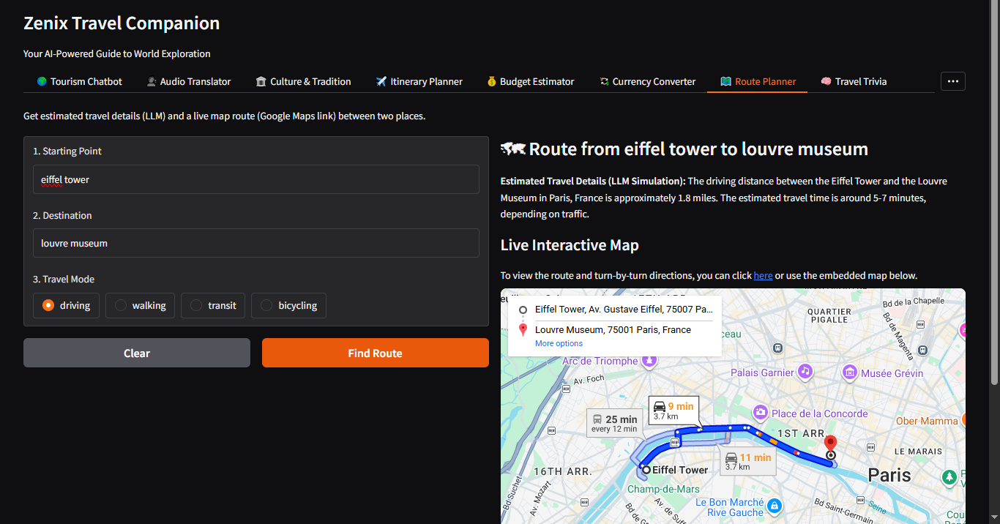 Zenix Travel Companion
Your AI-Powered Guide to World Exploration
Tourism Chatbot
Audio Translator
Culture & Tradition
Itinerary Planner
Budget Estimator
Currency Converter
Route Planner
Travel Trivia
Get estimated travel details (LLM) and a live map route (Google Maps link) between two places.
1. Starting Point
eiffel tower
2. Destination
louvre museum
3. Travel Mode
driving
walking
transit
bicycling
Clear
Find Route
Route from eiffel tower to louvre museum
Estimated Travel Details (LLM Simulation): The driving distance between the Eiffel Tower and the Louvre
Museum in Paris, France is approximately 1.8 miles. The estimated travel time is around 5-7 minutes,
depending on traffic.
Live Interactive Map
To view the route and turn-by-turn directions, you can click here or use the embedded map below.
Eiffel Tower, Av. Gustave Eiffel, 75007 Pa...
Louvre Museum, 75001 Paris, France
More options
Bd de la Chapelle
QUARTIER
PIGALLE
Bd de Magenta
Arc de Triomphe
Av. Foch
Palais Garnier
Musée Grévin
9 min
3.7 km
25 min
every 12 min
Place de la Concorde
Ober Mamma
1ST ARR.
LE MARAIS
11 min
3.7 km
16TH ARR.
Eiffel Tower
Paris
Champ-de-Mars
Bd Suchet
Av. Mozart
Le Bon Marché
Rive Gauche
Av. de Suff
Bd de G
Bd Saint-Germain
Seine